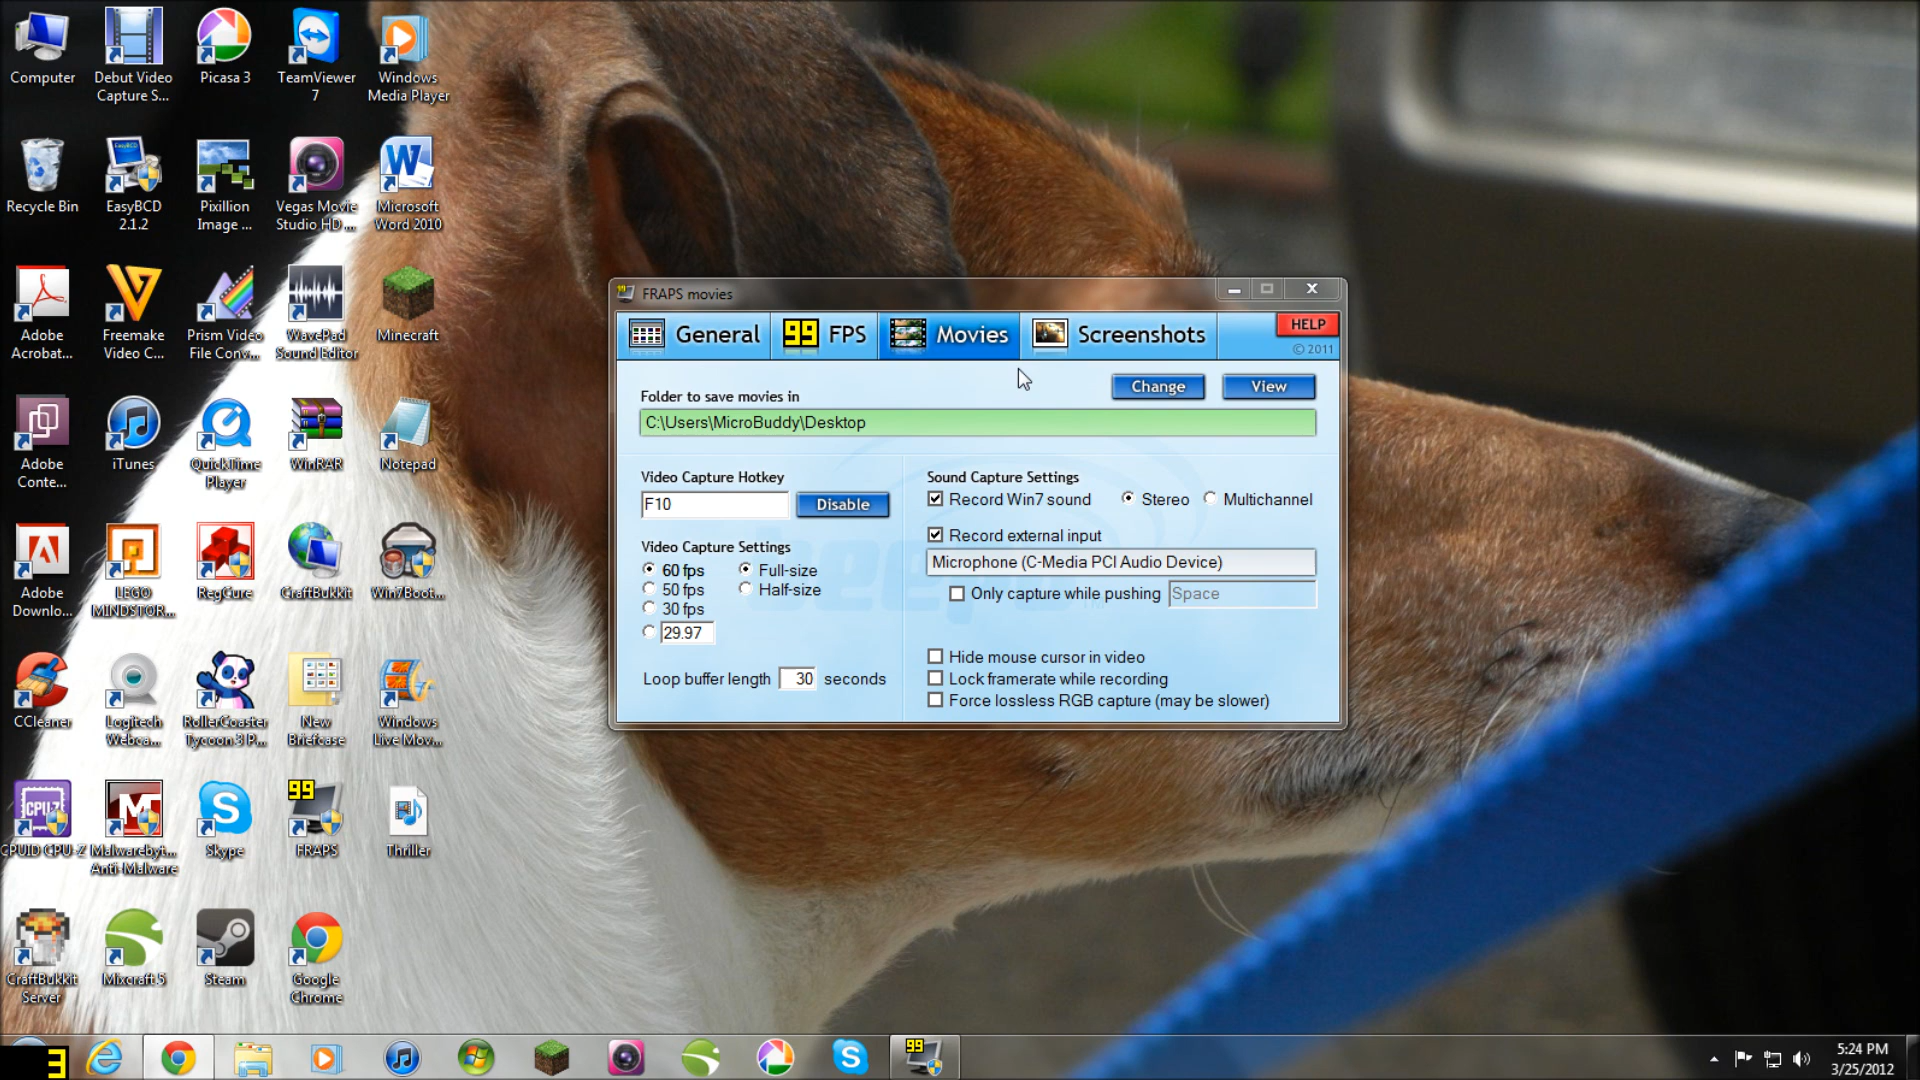 Computer
Debut Video
Capture S...
Picasa 3
TeamViewer
7
Windows
Media Player
Recycle Bin
EasyBCD
2.1.2
Pixillion
Image ...
Vegas Movie
Studio HD ...
Microsoft
Word 2010
Adobe
Acrobat...
Freemake
Video C...
Prism Video
File Conv...
WavePad
Sound Editor
Minecraft
Adobe
Conte...
iTunes
QuickTime
Player
WinRAR
Notepad
Adobe
Downlo...
LEGO
MINDSTOR...
RegCure
CraftBukkit
Win7Boot...
CCleaner
Logitech
Webca...
RollerCoaster
Tycoon 3 P...
New
Briefcase
Windows
Live Mov...
CPUID CPU-Z
Malwarebyt...
Anti-Malware
Skype
FRAPS
Thriller
CraftBukkit
Server
Mixcraft 5
Steam
Google
Chrome
FRAPS movies
General
99 FPS
Movies
Screenshots
HELP
© 2011
Folder to save movies in
Change
View
C:\Users\MicroBuddy\Desktop
Video Capture Hotkey
F10
Disable
Video Capture Settings
60 fps
Full-size
50 fps
Half-size
30 fps
29.97
Loop buffer length 30 seconds
Sound Capture Settings
Record Win7 sound
Stereo
Multichannel
Record external input
Microphone (C-Media PCI Audio Device)
Only capture while pushing Space
Hide mouse cursor in video
Lock framerate while recording
Force lossless RGB capture (may be slower)
beepa
3
99
5:24 PM
3/25/2012